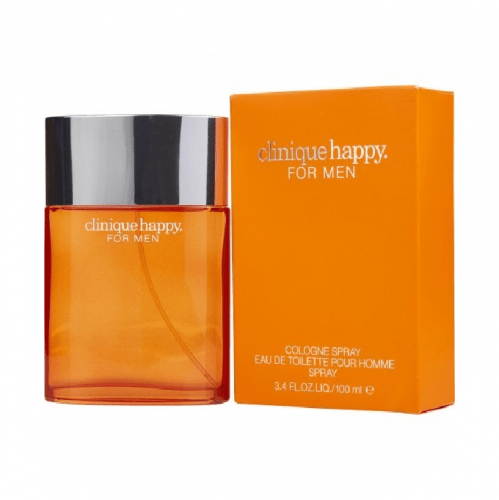 clinique happy.
FOR MEN
clinique happy.
FOR MEN
COLOGNE SPRAY
EAU DE TOILETTE POUR HOMME
SPRAY
3.4 FL.OZ.LIQ./100 ml ℮